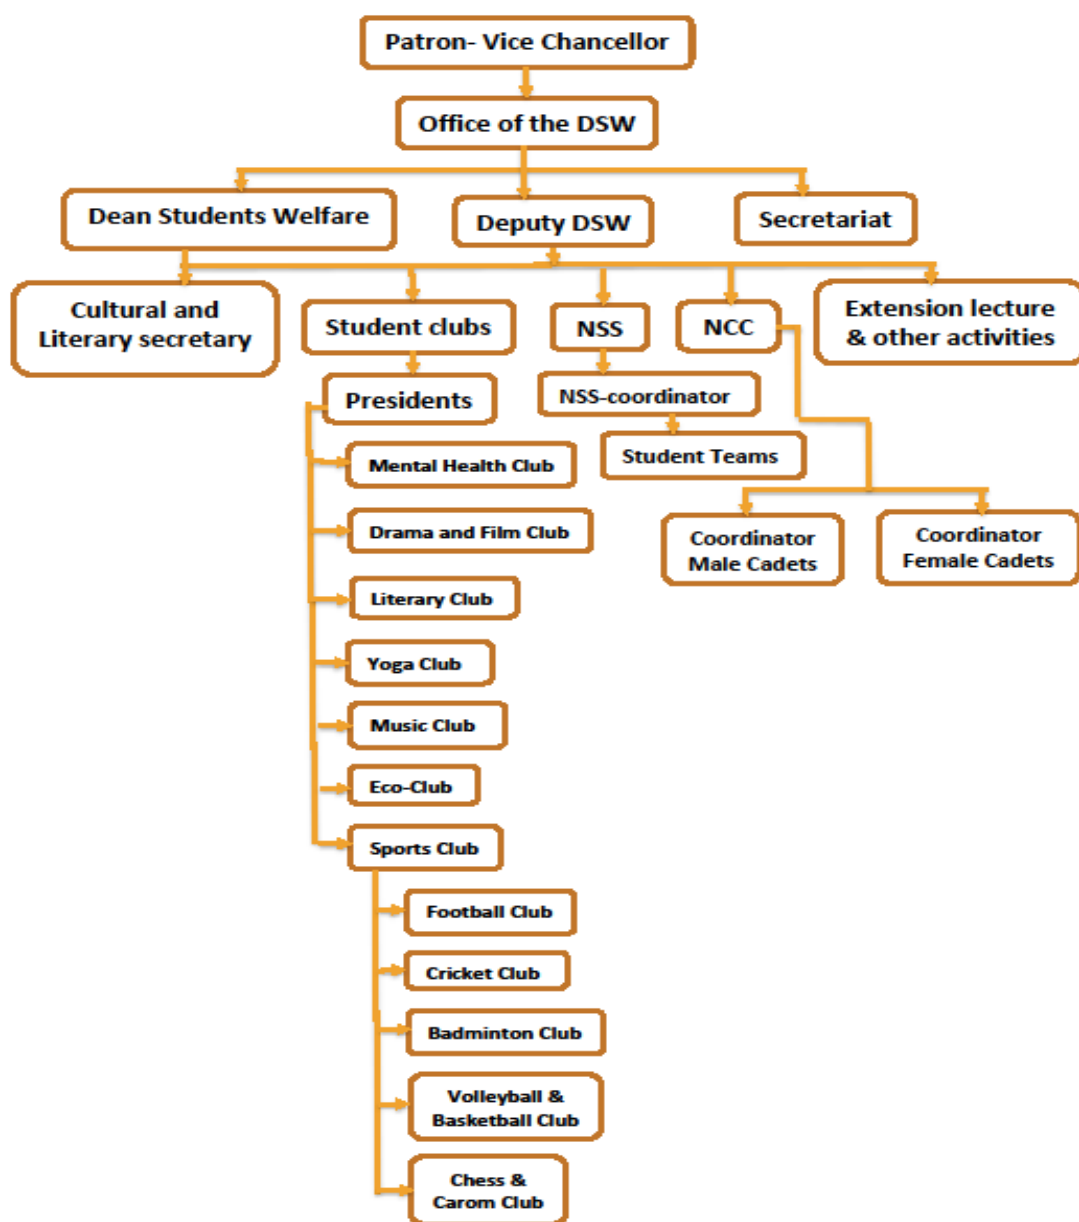 Patron- Vice Chancellor
Office of the DSW
Dean Students Welfare
Deputy DSW
Secretariat
Cultural and
Literary secretary
Student clubs
NSS
NCC
Extension lecture
& other activities
Presidents
NSS-coordinator
Student Teams
Mental Health Club
Drama and Film Club
Coordinator
Male Cadets
Coordinator
Female Cadets
Literary Club
Yoga Club
Music Club
Eco-Club
Sports Club
Football Club
Cricket Club
Badminton Club
Volleyball &
Basketball Club
Chess &
Carom Club